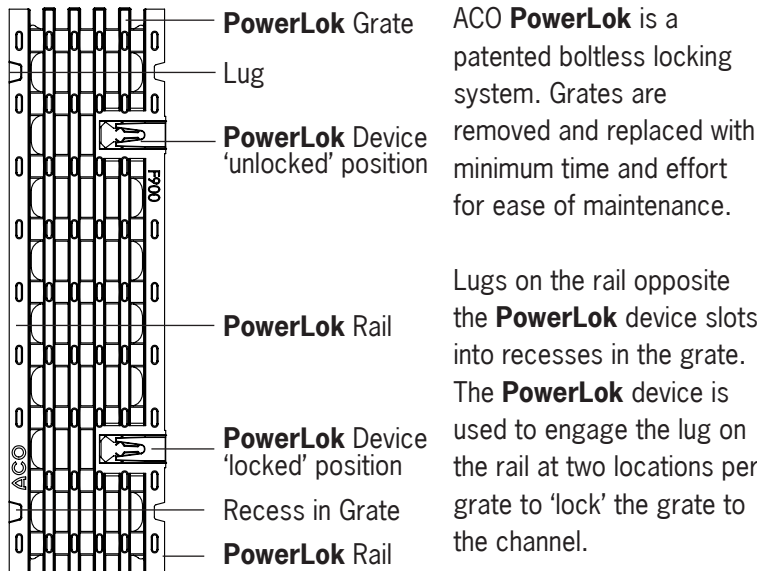 PowerLok Grate
Lug
PowerLok Device
'unlocked' position
F900
PowerLok Rail
PowerLok Device
'locked' position
ACO
Recess in Grate
PowerLok Rail
ACO PowerLok is a
patented boltless locking
system. Grates are
removed and replaced with
minimum time and effort
for ease of maintenance.
Lugs on the rail opposite
the PowerLok device slots
into recesses in the grate.
The PowerLok device is
used to engage the lug on
the rail at two locations per
grate to 'lock' the grate to
the channel.